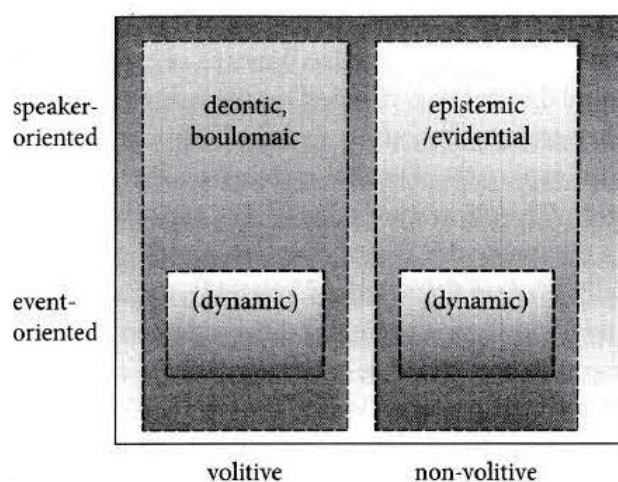 speaker-
oriented
deontic,
boulomaic
epistemic
/evidential
event-
oriented
(dynamic)
(dynamic)
volitive
non-volitive